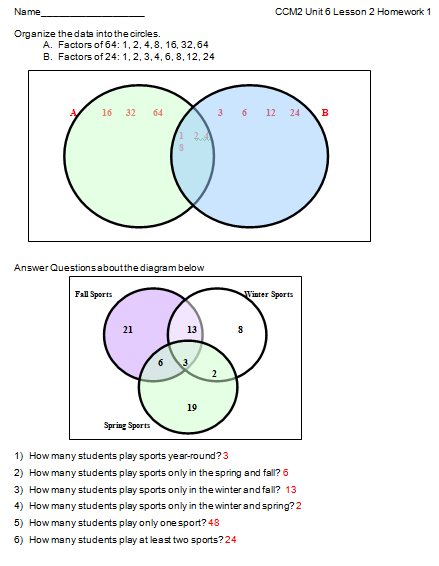 Name____________________ CCM2 Unit 6 Lesson 2 Homework 1
Organize the data into the circles.
A. Factors of 64: 1, 2, 4, 8, 16, 32, 64
B. Factors of 24: 1, 2, 3, 4, 6, 8, 12, 24
A 16 32 64 3 6 12 24 B
1 2 4
8
Answer Questions about the diagram below
Fall Sports Winter Sports
21 13 8
6 3
2
19
Spring Sports
1) How many students play sports year-round? 3
2) How many students play sports only in the spring and fall? 6
3) How many students play sports only in the winter and fall? 13
4) How many students play sports only in the winter and spring? 2
5) How many students play only one sport? 48
6) How many students play at least two sports? 24